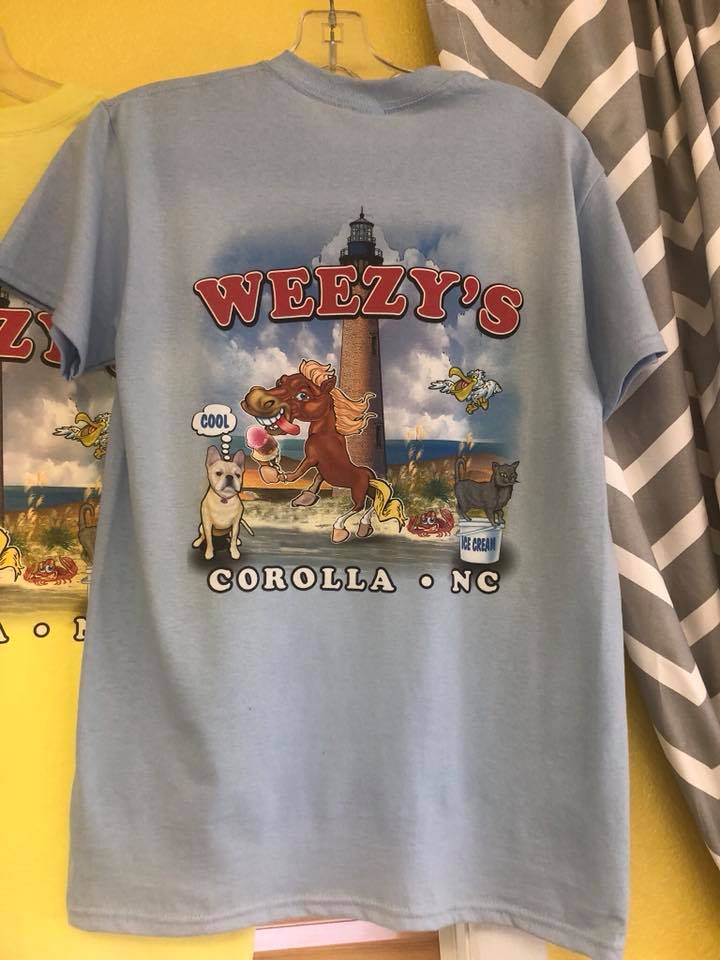 WEEZY'S
COOL
ICE CREAM
COROLLA • NC
Z